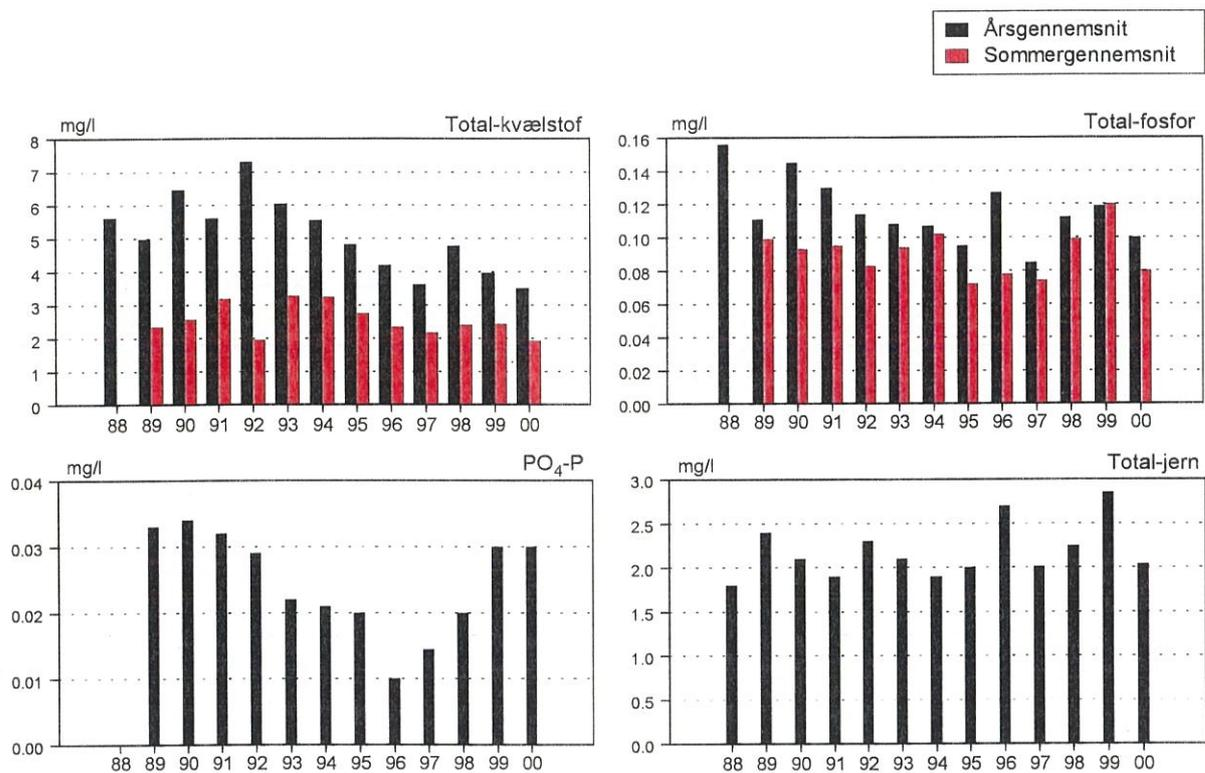 Årsgennemsnit
Sommergennemsnit
mg/l
Total-kvælstof
8
7
6
5
4
3
2
1
0
88 89 90 91 92 93 94 95 96 97 98 99 00
mg/l
Total-fosfor
0.16
0.14
0.12
0.10
0.08
0.06
0.04
0.02
0.00
88 89 90 91 92 93 94 95 96 97 98 99 00
mg/l
PO₄-P
0.04
0.03
0.02
0.01
0.00
88 89 90 91 92 93 94 95 96 97 98 99 00
mg/l
Total-jern
3.0
2.5
2.0
1.5
1.0
0.5
0.0
88 89 90 91 92 93 94 95 96 97 98 99 00